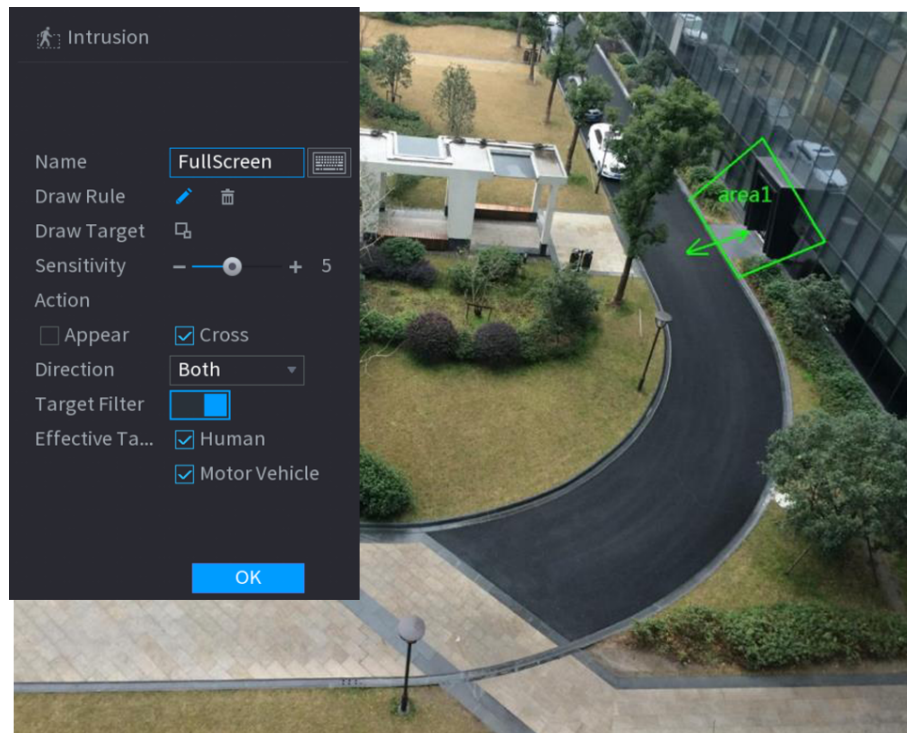 Intrusion
Name FullScreen
Draw Rule
Draw Target
Sensitivity - + 5
Action
Appear Cross
Direction Both
Target Filter
Effective Ta... Human
Motor Vehicle
OK
area1